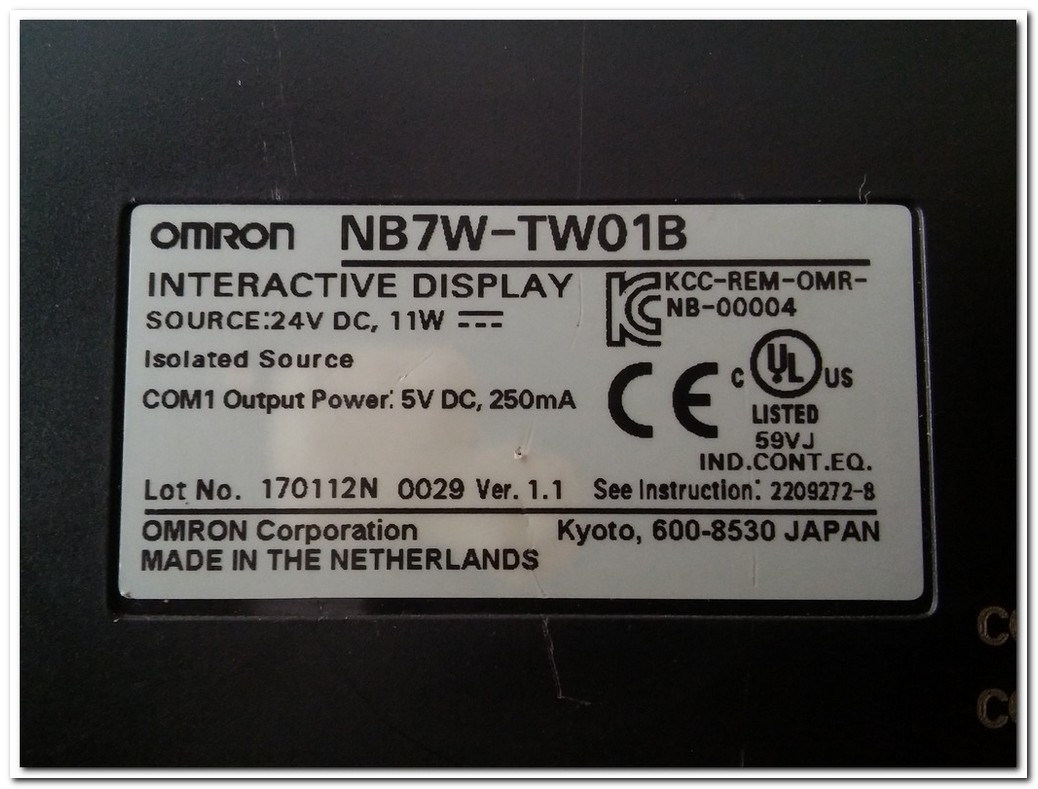 OMRON NB7W-TW01B
INTERACTIVE DISPLAY
KCC-REM-OMR-
NB-00004
SOURCE:24V DC, 11W
Isolated Source
COM1 Output Power: 5V DC, 250mA
CE
C UL US
LISTED
59VJ
IND.CONT.EQ.
Lot No. 170112N 0029 Ver. 1.1 See Instruction: 2209272-8
OMRON Corporation Kyoto, 600-8530 JAPAN
MADE IN THE NETHERLANDS